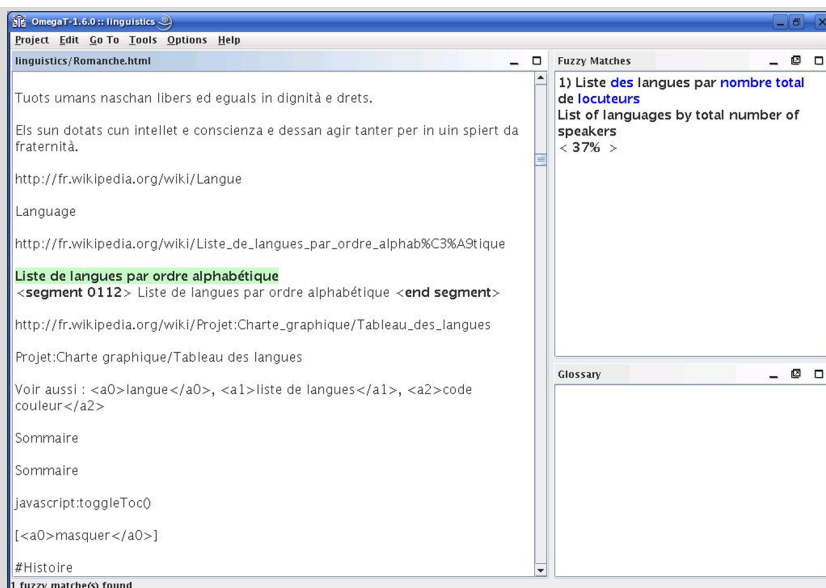 OmegaT-1.6.0 :: linguistics
Project Edit Go To Tools Options Help
linguistics/Romanche.html
Tuots umans naschan libers ed eguals in dignità e drets.
Els sun dotats cun intellet e conscienza e dessan agir tanter per in uin spiert da
fraternità.
http://fr.wikipedia.org/wiki/Langue
Language
http://fr.wikipedia.org/wiki/Liste_de_langues_par_ordre_alphab%C3%A9tique
Liste de langues par ordre alphabétique
<segment 0112> Liste de langues par ordre alphabétique <end segment>
http://fr.wikipedia.org/wiki/Projet:Charte_graphique/Tableau_des_langues
Projet:Charte graphique/Tableau des langues
Voir aussi : <a0>langue</a0>, <a1>liste de langues</a1>, <a2>code
couleur</a2>
Sommaire
Sommaire
javascript:toggleToc()
[<a0>masquer</a0>]
#Histoire
Fuzzy Matches
1) Liste des langues par nombre total
de locuteurs
List of languages by total number of
speakers
< 37% >
Glossary
1 fuzzy matche(s) found